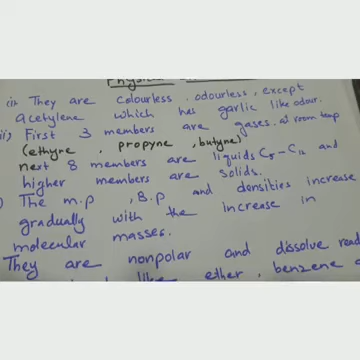 Physical
(i) They are colourless, odourless, except
acetylene which has garlic like odour.
ii) First 3 members are gases at room temp
(ethyne, propyne, butyne)
next 8 members are liquids C5-C12 and
higher members are solids.
) The m.p, B.P and densities increase
gradually with the increase in
molecular masses.
They are nonpolar and dissolve read
like ether, benzene